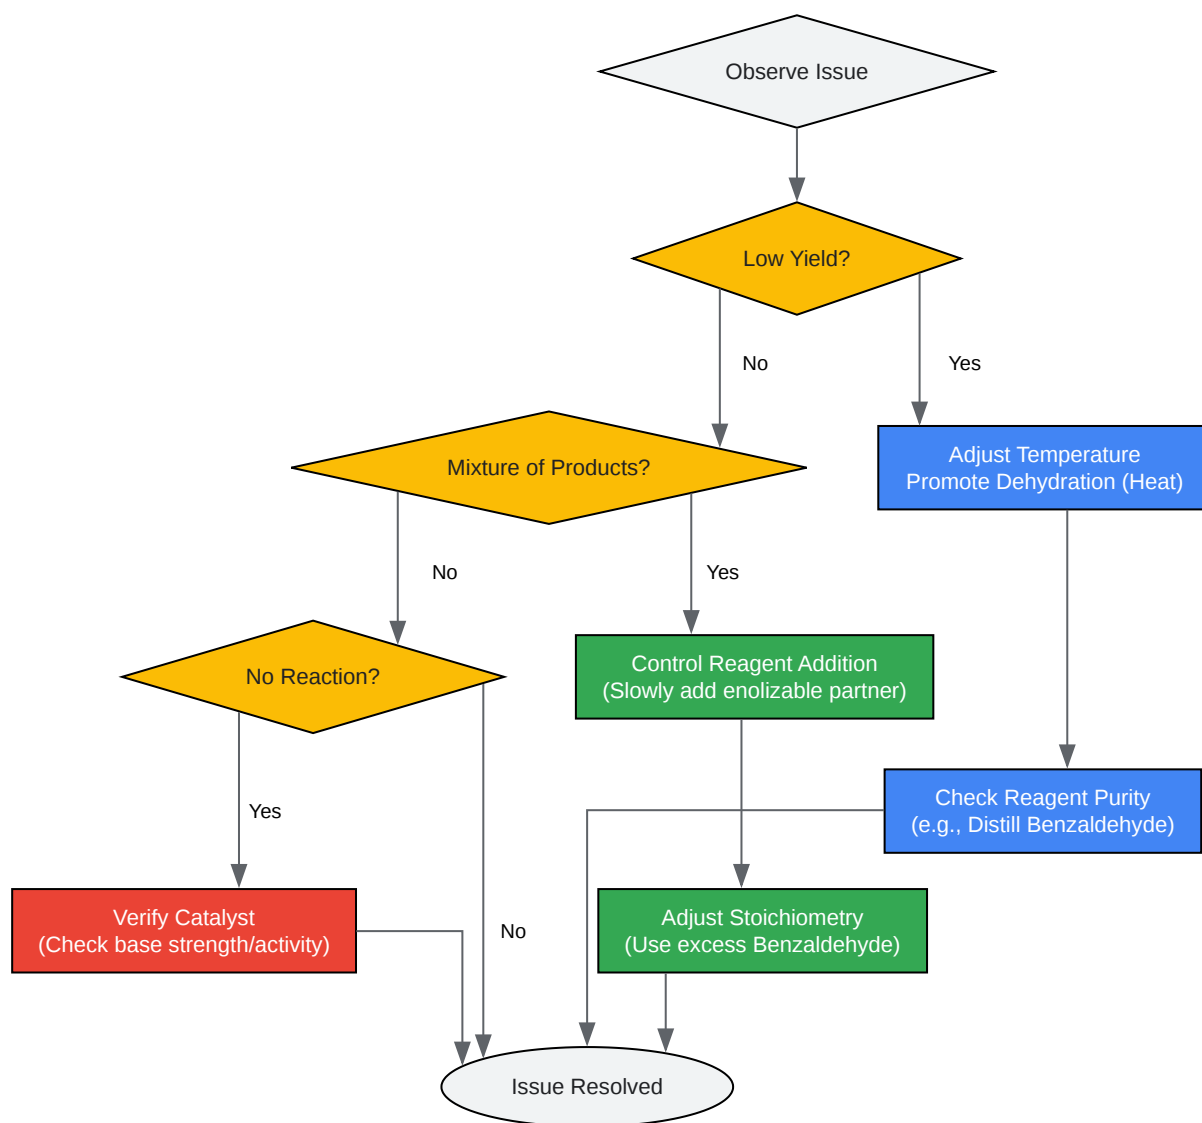 Observe Issue
Low Yield?
No
Yes
Mixture of Products?
Adjust Temperature
Promote Dehydration (Heat)
No
Yes
No Reaction?
Control Reagent Addition
(Slowly add enolizable partner)
Yes
Check Reagent Purity
(e.g., Distill Benzaldehyde)
Verify Catalyst
(Check base strength/activity)
No
Adjust Stoichiometry
(Use excess Benzaldehyde)
Issue Resolved